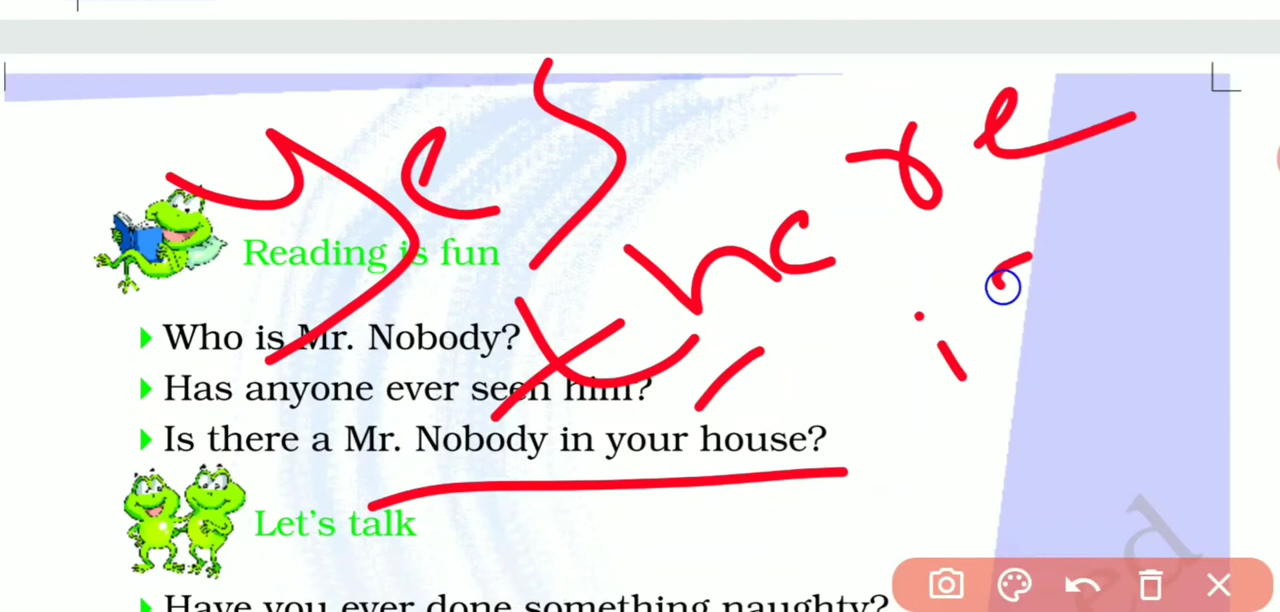 yes there is
Reading is fun
Who is Mr. Nobody?
Has anyone ever seen him?
Is there a Mr. Nobody in your house?
Let's talk
Have you ever done something naughty?